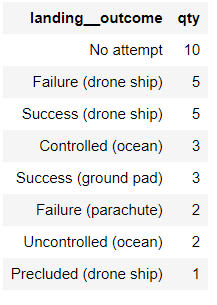 landing__outcome qty
No attempt 10
Failure (drone ship) 5
Success (drone ship) 5
Controlled (ocean) 3
Success (ground pad) 3
Failure (parachute) 2
Uncontrolled (ocean) 2
Precluded (drone ship) 1